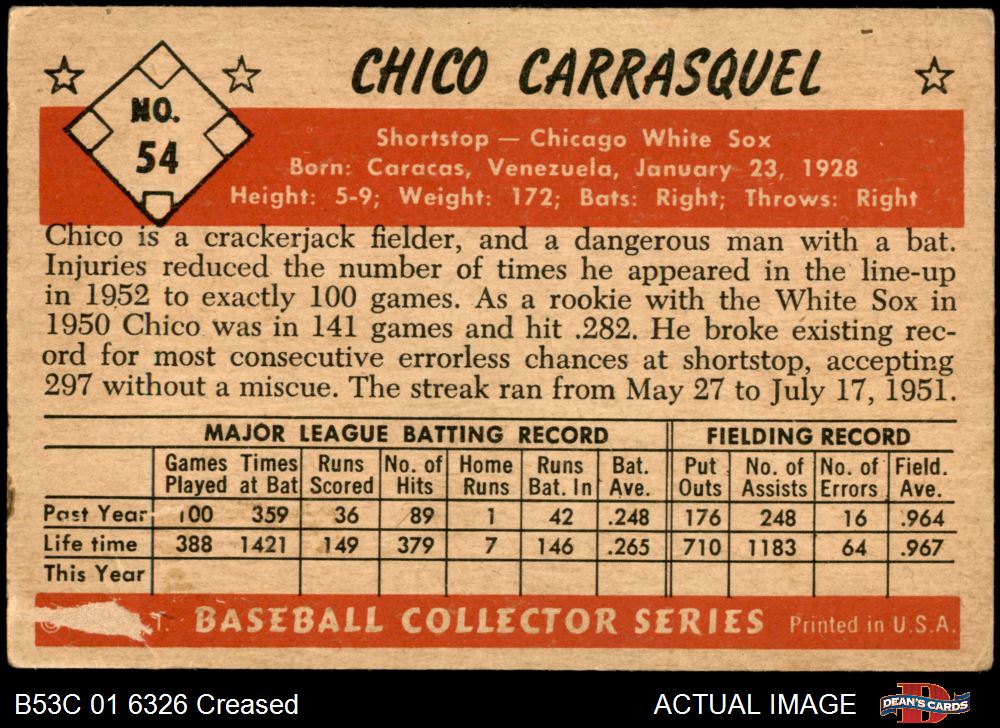 CHICO CARRASQUEL
NO.
54
Shortstop — Chicago White Sox
Born: Caracas, Venezuela, January 23, 1928
Height: 5-9; Weight: 172; Bats: Right; Throws: Right
Chico is a crackerjack fielder, and a dangerous man with a bat.
Injuries reduced the number of times he appeared in the line-up
in 1952 to exactly 100 games. As a rookie with the White Sox in
1950 Chico was in 141 games and hit .282. He broke existing rec-
ord for most consecutive errorless chances at shortstop, accepting
297 without a miscue. The streak ran from May 27 to July 17, 1951.
MAJOR LEAGUE BATTING RECORD FIELDING RECORD
Games Times Runs No. of Home Runs Bat. Put No. of No. of Field.
Played at Bat Scored Hits Runs Bat. In Ave. Outs Assists Errors Ave.
Past Year 100 359 36 89 1 42 .248 176 248 16 .964
Life time 388 1421 149 379 7 146 .265 710 1183 64 .967
This Year
© T. BASEBALL COLLECTOR SERIES Printed in U.S.A.
B53C 01 6326 Creased ACTUAL IMAGE DEAN'S CARDS